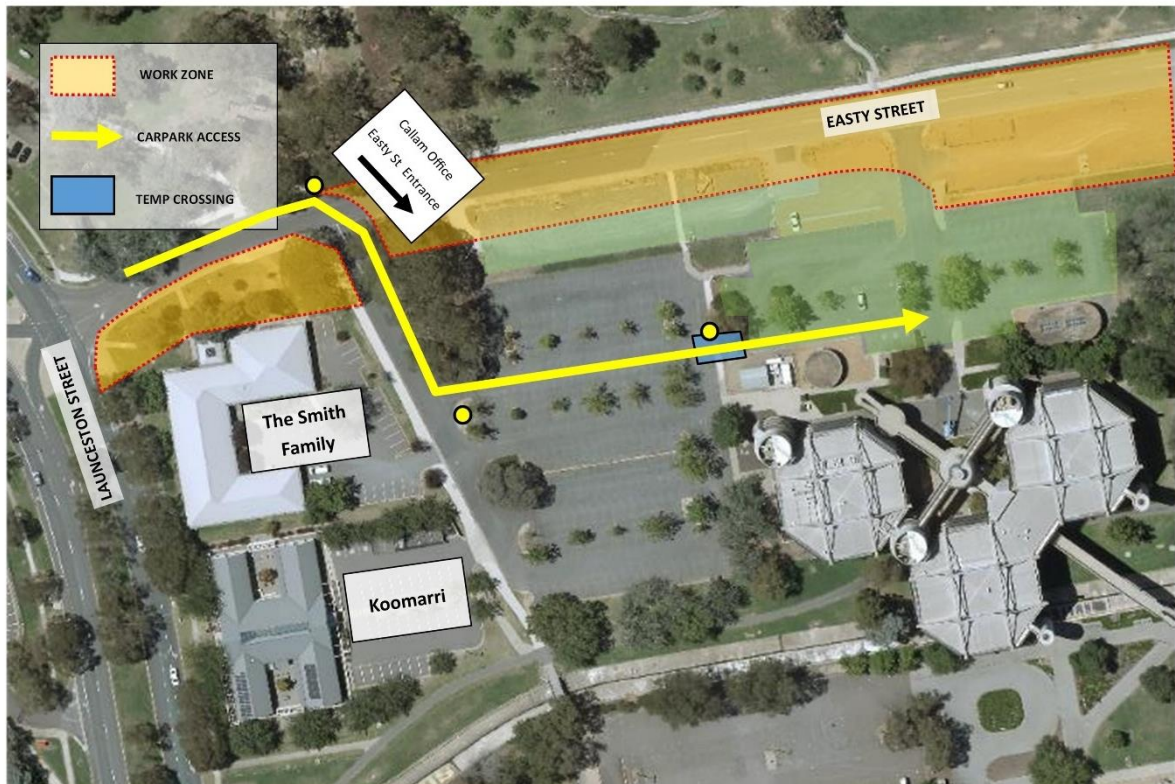 WORK ZONE
CARPARK ACCESS
TEMP CROSSING
Callam Office
Easty St Entrance
EASTY STREET
LAUNCESTON STREET
The Smith
Family
Koomarri